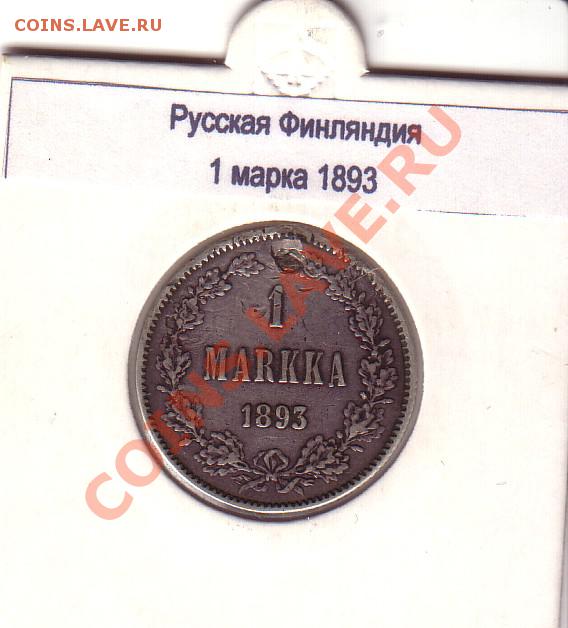 COINS.LAVE.RU
Русская Финляндия
1 марка 1893
1
MARKKA
1893
COINS.LAVE.RU